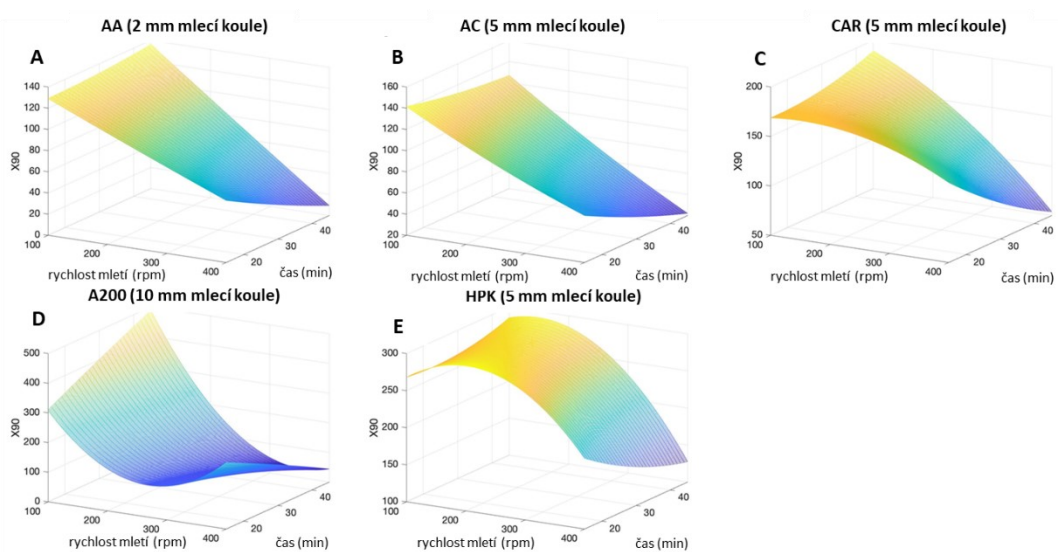 AA (2 mm mlecí koule)
A
140
120
100
80
60
40
20
0
X90
100
200
300
400
20
30
40
rychlost mletí (rpm)
čas (min)
AC (5 mm mlecí koule)
B
160
140
120
100
80
60
40
20
X90
100
200
300
400
20
30
40
rychlost mletí (rpm)
čas (min)
CAR (5 mm mlecí koule)
C
200
150
100
50
X90
100
200
300
400
20
30
40
rychlost mletí (rpm)
čas (min)
A200 (10 mm mlecí koule)
D
500
400
300
200
100
0
X90
100
200
300
400
20
30
40
rychlost mletí (rpm)
čas (min)
HPK (5 mm mlecí koule)
E
300
250
200
150
100
X90
100
200
300
400
20
30
40
rychlost mletí (rpm)
čas (min)